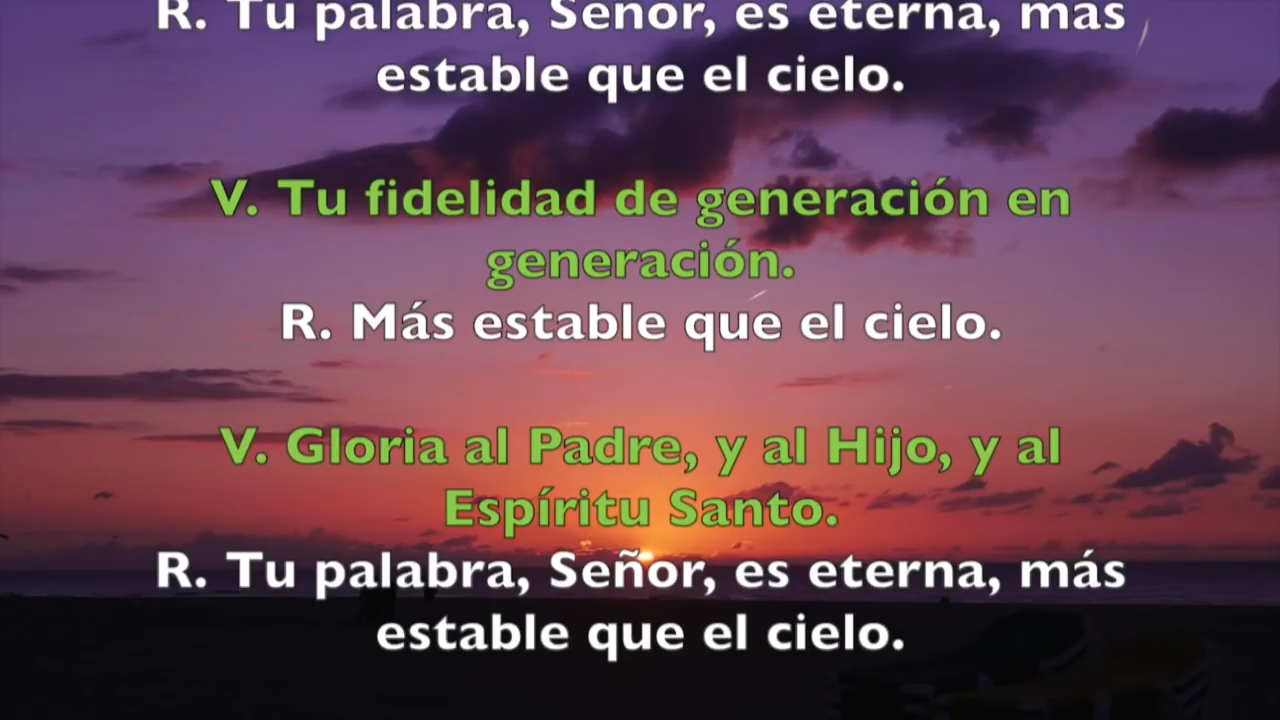 R. Tu palabra, Señor, es eterna, más
estable que el cielo.
V. Tu fidelidad de generación en
generación.
R. Más estable que el cielo.
V. Gloria al Padre, y al Hijo, y al
Espíritu Santo.
R. Tu palabra, Señor, es eterna, más
estable que el cielo.